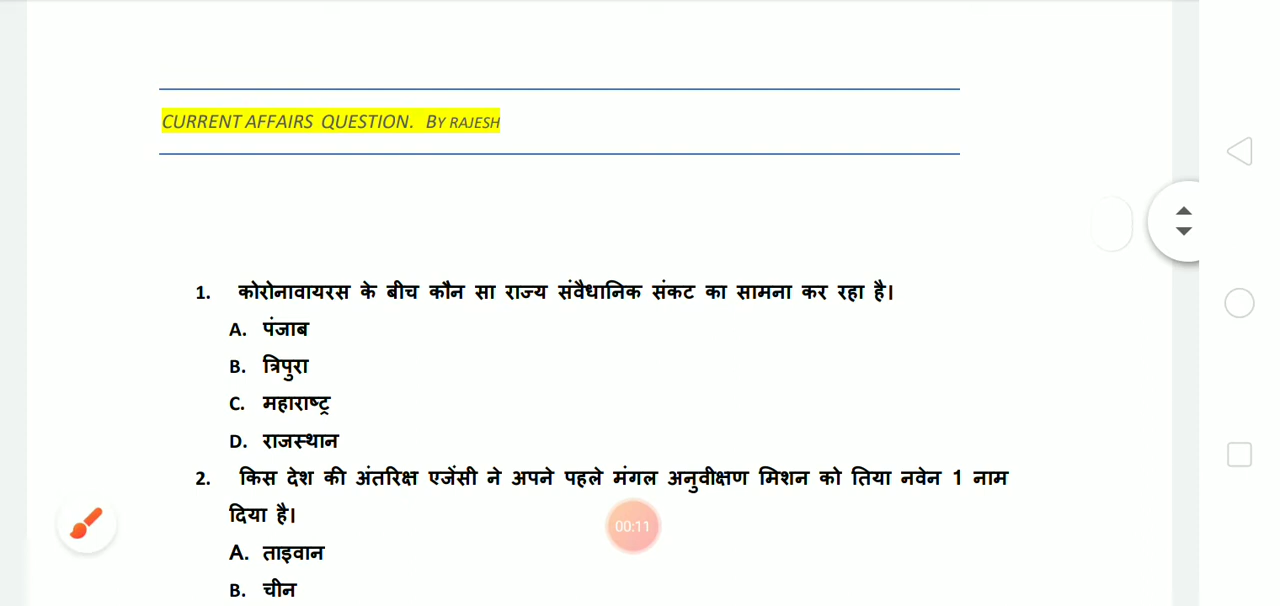 CURRENT AFFAIRS QUESTION. BY RAJESH
1. कोरोनावायरस के बीच कौन सा राज्य संवैधानिक संकट का सामना कर रहा है।
A. पंजाब
B. त्रिपुरा
C. महाराष्ट्र
D. राजस्थान
2. किस देश की अंतरिक्ष एजेंसी ने अपने पहले मंगल अनुवीक्षण मिशन को तिया नवेन 1 नाम
दिया है।
00:11
A. ताइवान
B. चीन